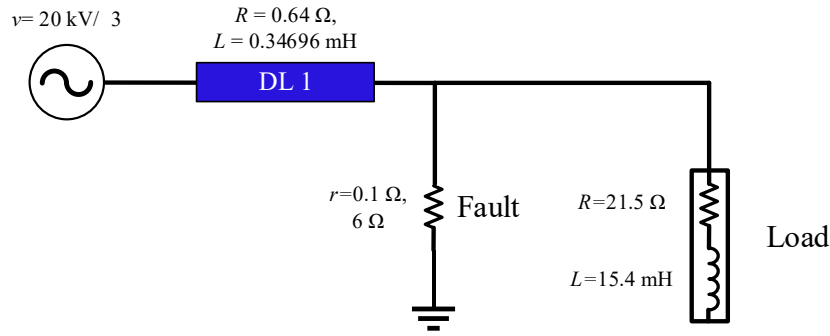 v= 20 kV/ 3
R = 0.64 Ω,
L = 0.34696 mH
DL 1
r=0.1 Ω,
6 Ω
Fault
R=21.5 Ω
L=15.4 mH
Load